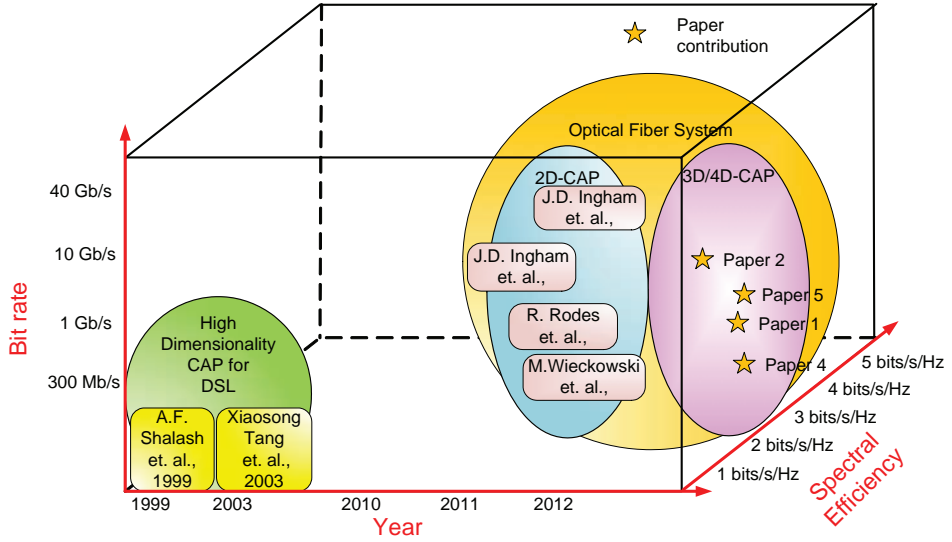 Paper
contribution
Optical Fiber System
2D-CAP
3D/4D-CAP
J.D. Ingham
et. al.,
J.D. Ingham
et. al.,
R. Rodes
et. al.,
M.Wieckowski
et. al.,
Paper 2
Paper 5
Paper 1
Paper 4
High
Dimensionality
CAP for
DSL
A.F.
Shalash
et. al.,
1999
Xiaosong
Tang
et. al.,
2003
Bit rate
40 Gb/s
10 Gb/s
1 Gb/s
300 Mb/s
1999
2003
2010
2011
2012
Year
5 bits/s/Hz
4 bits/s/Hz
3 bits/s/Hz
2 bits/s/Hz
1 bits/s/Hz
Spectral
Efficiency